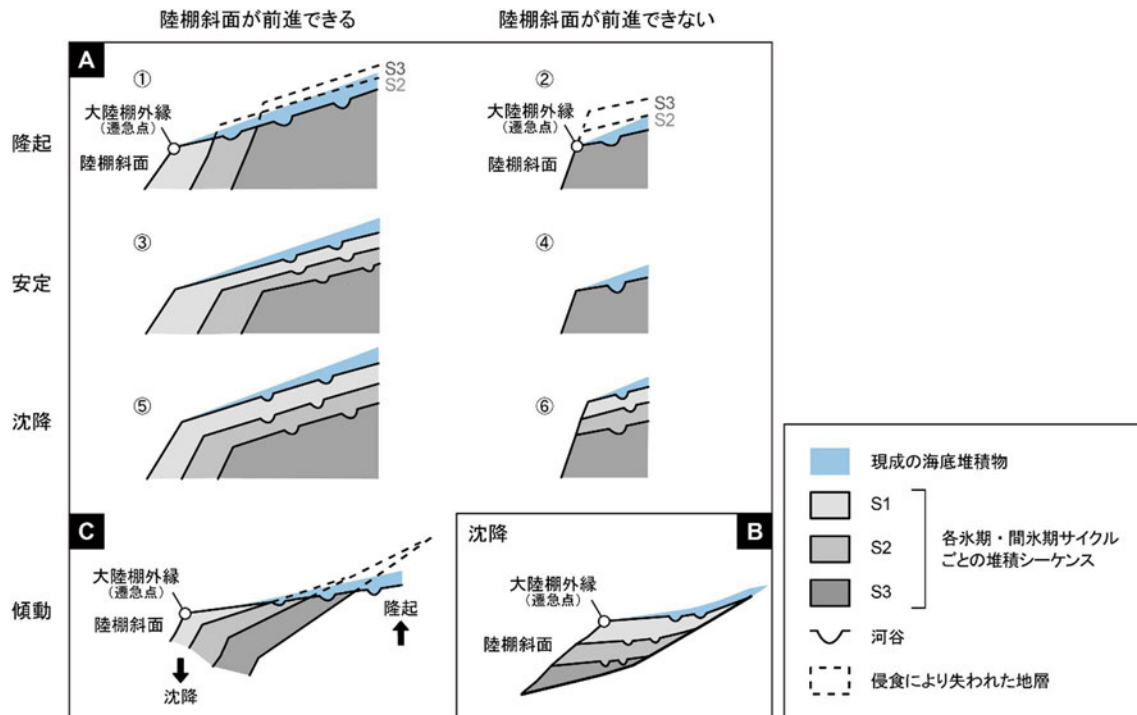 陸棚斜面が前進できる
陸棚斜面が前進できない
A
隆起
①
大陸棚外縁
(遷急点)
陸棚斜面
S3
S2
②
大陸棚外縁
(遷急点)
陸棚斜面
S3
S2
安定
③
④
沈降
⑤
⑥
傾動
C
大陸棚外縁
(遷急点)
陸棚斜面
沈降
隆起
沈降
B
大陸棚外縁
(遷急点)
陸棚斜面
現成の海底堆積物
S1
S2
S3
各氷期・間氷期サイクル
ごとの堆積シーケンス
河谷
侵食により失われた地層